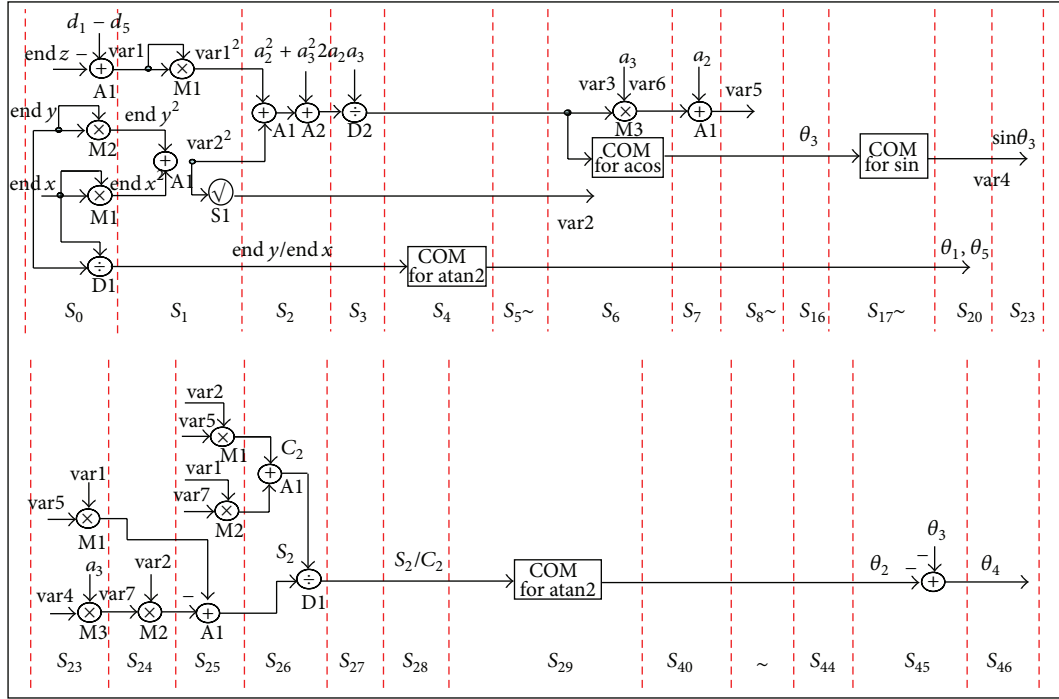 d₁ − d₅
end z −
+
A1
var1
var1²
×
M1
a₂² + a₃²
2a₂a₃
+
A1
+
A2
÷
D2
a₃
var3
var6
×
M3
a₂
+
A1
var5
end y
×
M2
end y²
+
A1
var2²
COM
for acos
θ₃
COM
for sin
sinθ₃
var4
end x
×
M1
end x²
√
S1
var2
÷
D1
end y/end x
COM
for atan2
θ₁, θ₅
S₀ S₁ S₂ S₃ S₄ S₅~ S₆ S₇ S₈~ S₁₆ S₁₇~ S₂₀ S₂₃
var2
var5
×
M1
C₂
var1
var7
×
M2
+
A1
var1
var5
×
M1
a₃
var4
×
M3
var7
var2
×
M2
−
+
A1
S₂
÷
D1
S₂/C₂
COM
for atan2
θ₂
θ₃
−
−
+
θ₄
S₂₃ S₂₄ S₂₅ S₂₆ S₂₇ S₂₈ S₂₉ S₄₀ ~ S₄₄ S₄₅ S₄₆